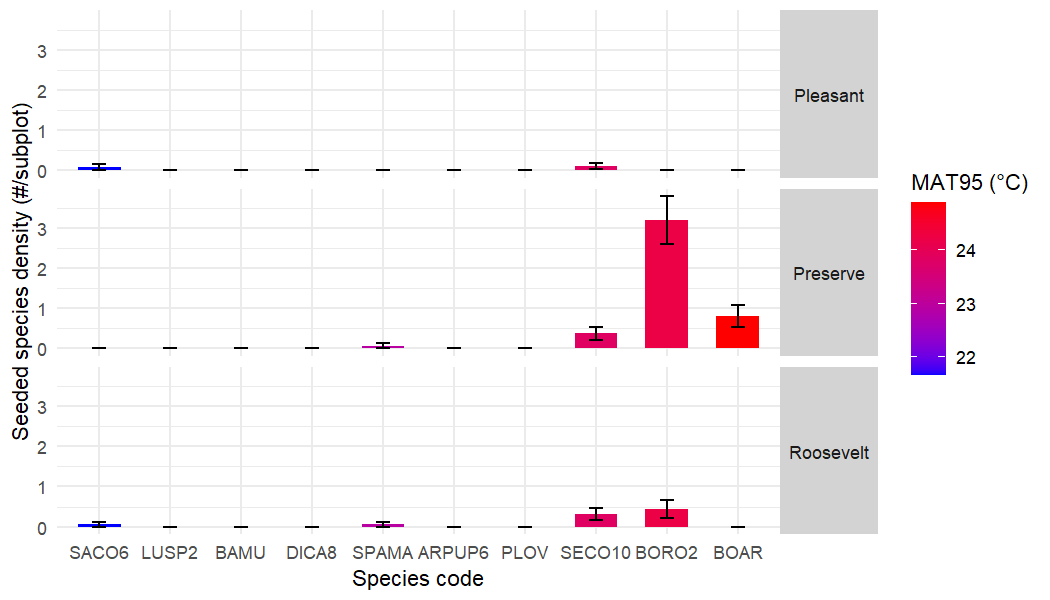 Seeded species density (#/subplot)
3
2
1
0
Pleasant
3
2
1
0
Preserve
3
2
1
0
Roosevelt
SACO6 LUSP2 BAMU DICA8 SPAMA ARPUP6 PLOV SECO10 BORO2 BOAR
Species code
MAT95 (°C)
24
23
22